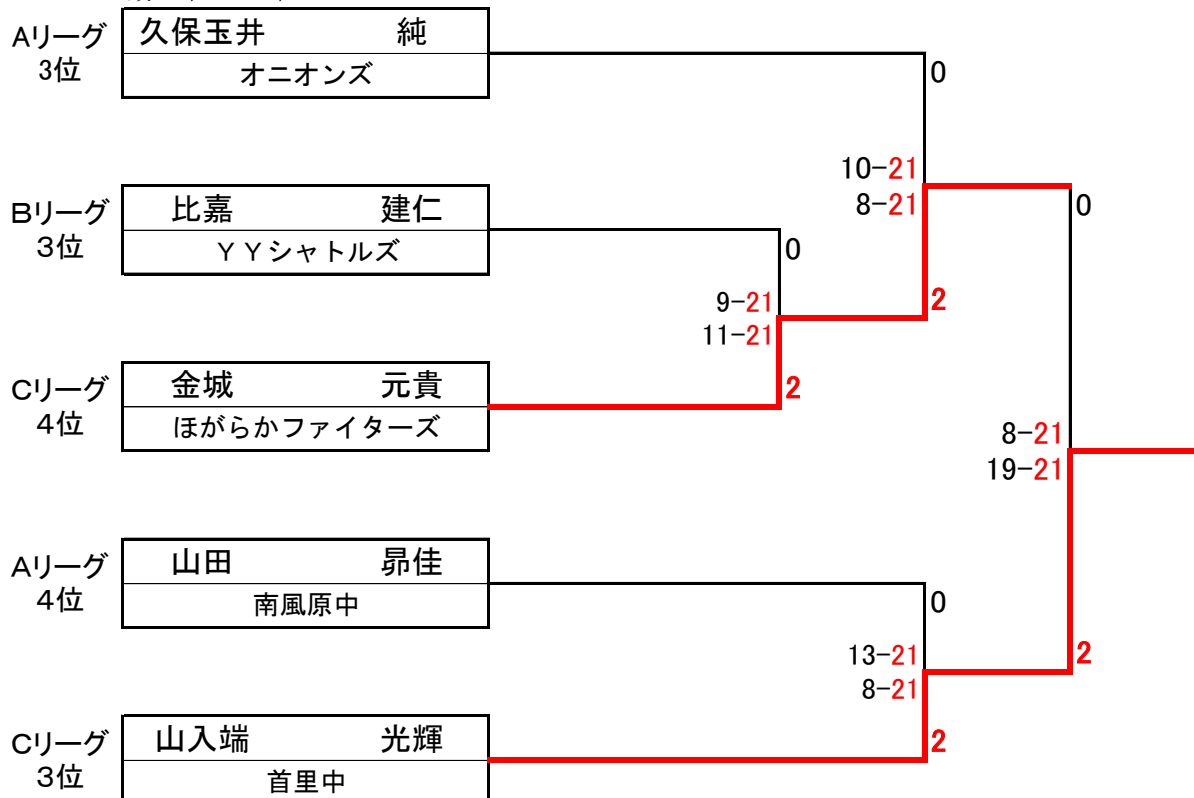 Aリーグ
3位
久保玉井 純
オニオンズ
0
10-21
8-21
Bリーグ
3位
比嘉 建仁
ＹＹシャトルズ
0
0
9-21
11-21
2
Cリーグ
4位
金城 元貴
ほがらかファイターズ
2
8-21
19-21
Aリーグ
4位
山田 昴佳
南風原中
0
13-21
8-21
2
Cリーグ
3位
山入端 光輝
首里中
2